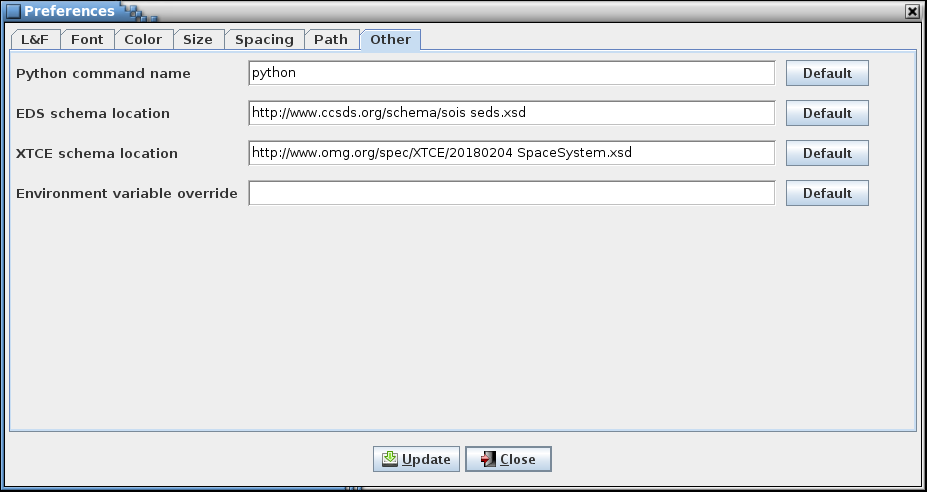 Preferences
L&F Font Color Size Spacing Path Other
Python command name python Default
EDS schema location http://www.ccsds.org/schema/sois seds.xsd Default
XTCE schema location http://www.omg.org/spec/XTCE/20180204 SpaceSystem.xsd Default
Environment variable override Default
Update Close